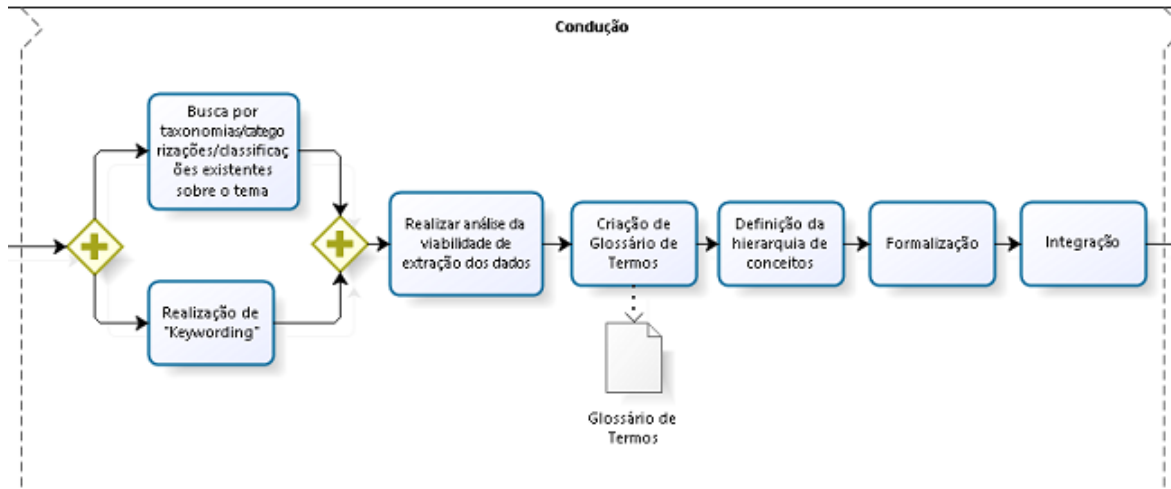 Condução
Busca por
taxonomias/catego
rizações/classificaç
ões existentes
sobre o tema
Realização de
"Keywording"
Realizar análise da
viabilidade de
extração dos dados
Criação de
Glossário de
Termos
Definição da
hierarquia de
conceitos
Formalização
Integração
Glossário de
Termos